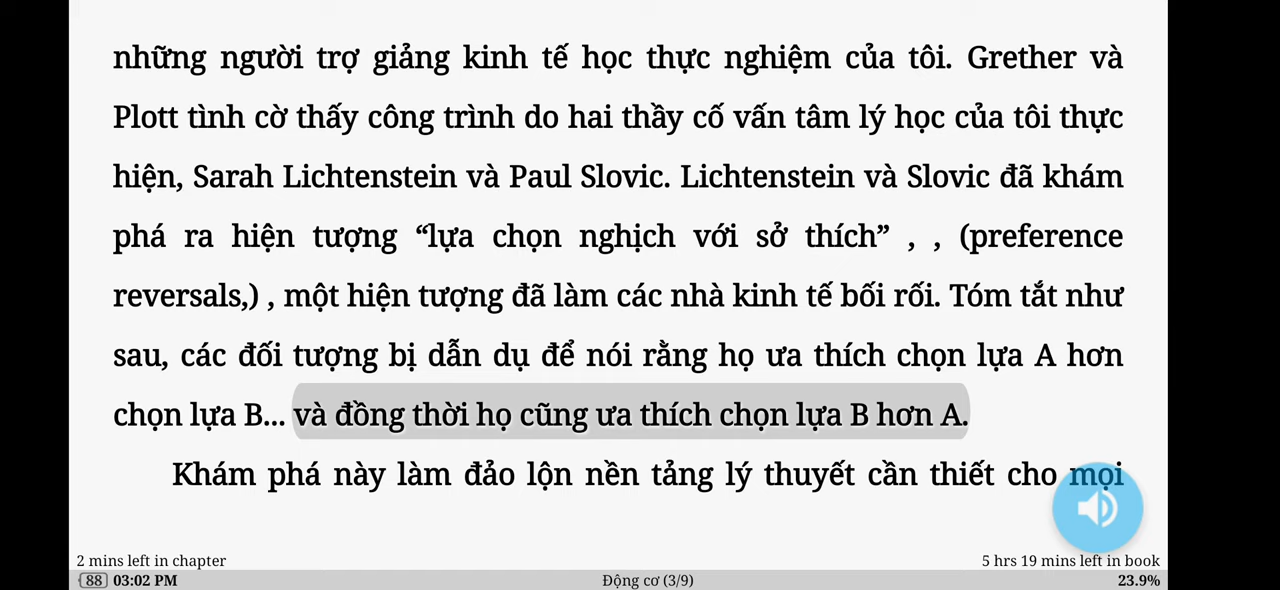 những người trợ giảng kinh tế học thực nghiệm của tôi. Grether và
Plott tình cờ thấy công trình do hai thầy cố vấn tâm lý học của tôi thực
hiện, Sarah Lichtenstein và Paul Slovic. Lichtenstein và Slovic đã khám
phá ra hiện tượng “lựa chọn nghịch với sở thích” , , (preference
reversals,) , một hiện tượng đã làm các nhà kinh tế bối rối. Tóm tắt như
sau, các đối tượng bị dẫn dụ để nói rằng họ ưa thích chọn lựa A hơn
chọn lựa B... và đồng thời họ cũng ưa thích chọn lựa B hơn A.
Khám phá này làm đảo lộn nền tảng lý thuyết cần thiết cho mọi
2 mins left in chapter 5 hrs 19 mins left in book
88 03:02 PM Động cơ (3/9) 23.9%